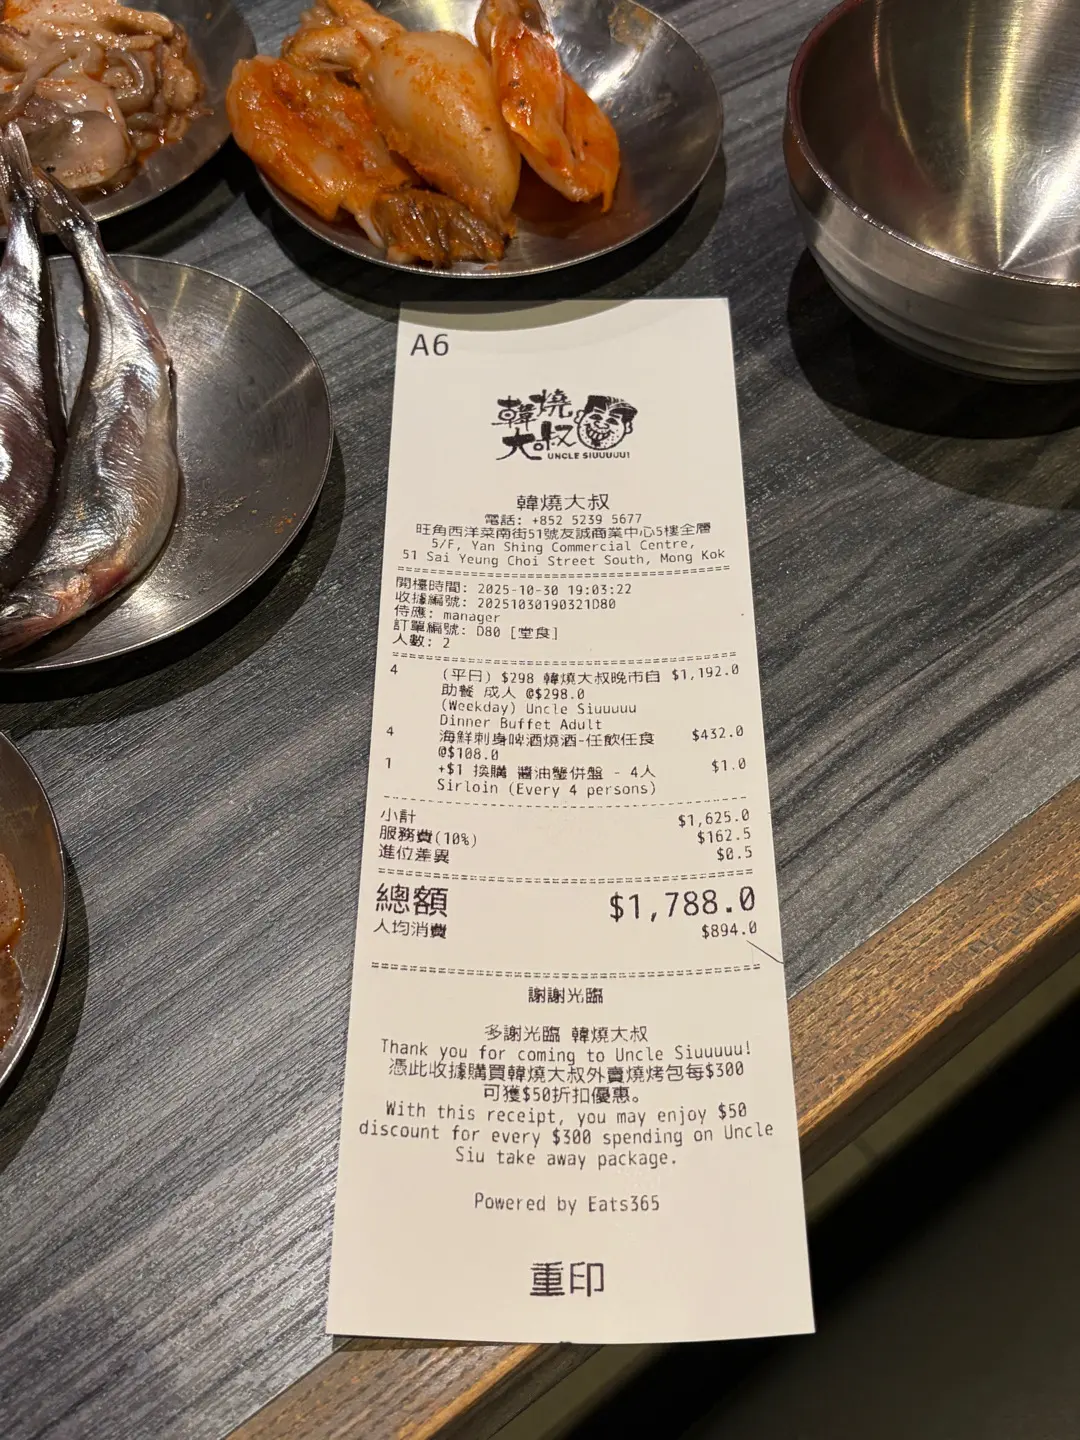 A6
韓燒
大叔
UNCLE SIUUUUU!
韓燒大叔
電話: +852 5239 5677
旺角西洋菜南街51號友誠商業中心5樓全層
5/F, Yan Shing Commercial Centre,
51 Sai Yeung Choi Street South, Mong Kok
開檯時間: 2025-10-30 19:03:22
收據編號: 20251030190321D80
侍應: manager
訂單編號: D80 [堂食]
人數: 2
4 (平日) $298 韓燒大叔晚市自 $1,192.0
助餐 成人 @$298.0
(Weekday) Uncle Siuuuuu
Dinner Buffet Adult
4 海鮮刺身啤酒燒酒-任飲任食 $432.0
@$108.0
1 +$1 換購 醬油蟹併盤 - 4人 $1.0
Sirloin (Every 4 persons)
小計 $1,625.0
服務費(10%) $162.5
進位差異 $0.5
總額 $1,788.0
人均消費 $894.0
謝謝光臨
多謝光臨 韓燒大叔
Thank you for coming to Uncle Siuuuuu!
憑此收據購買韓燒大叔外賣燒烤包每$300
可獲$50折扣優惠。
With this receipt, you may enjoy $50
discount for every $300 spending on Uncle
Siu take away package.
Powered by Eats365
重印